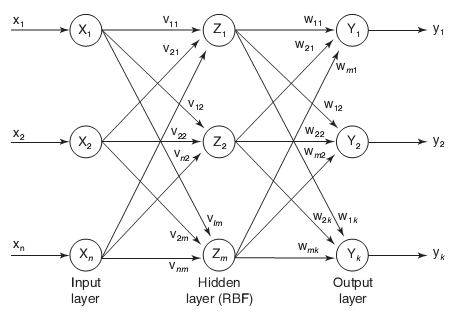 x1 X1 v11 Z1 w11 Y1 y1
v21 w21
wm1
v12 w12
x2 X2 v22 Z2 w22 Y2 y2
vn2 wm2
vlm w2k w1k
v2m
xn Xn Zm wmk Yk yk
vnm
Input Hidden Output
layer layer (RBF) layer